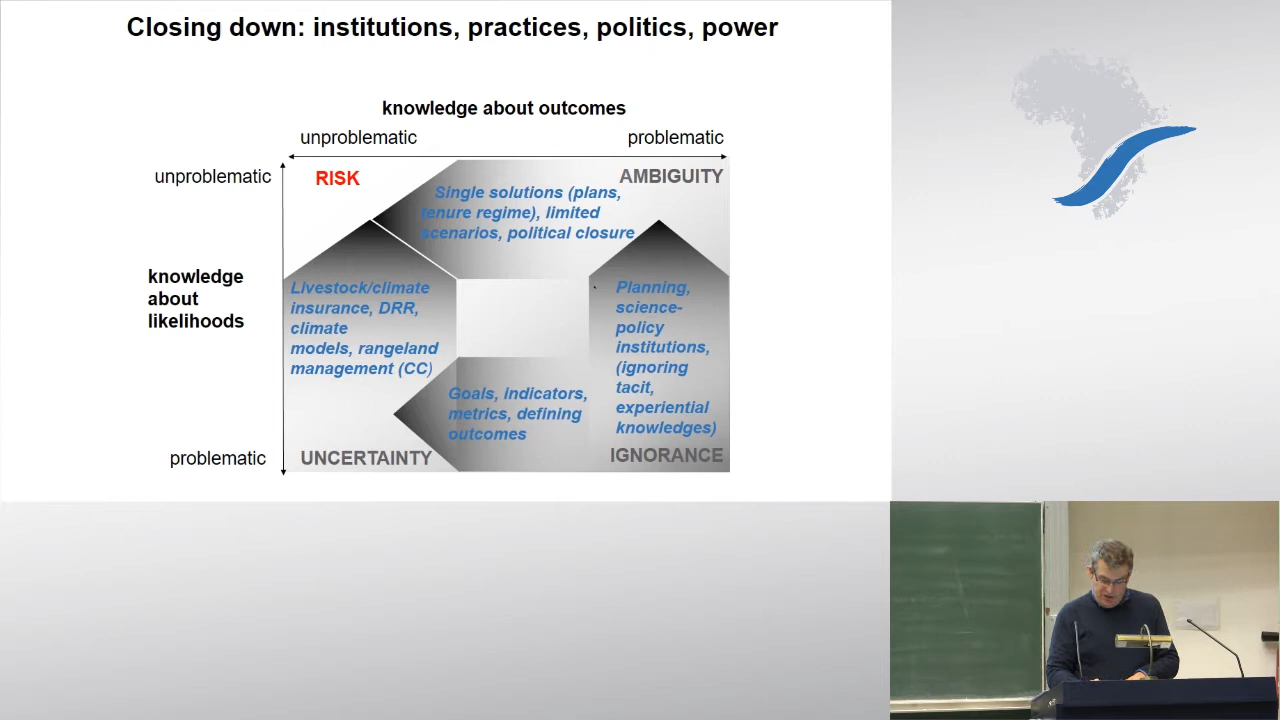 Closing down: institutions, practices, politics, power
knowledge about outcomes
unproblematic
problematic
unproblematic
RISK
AMBIGUITY
Single solutions (plans,
tenure regime), limited
scenarios, political closure
knowledge
about
likelihoods
Livestock/climate
insurance, DRR,
climate
models, rangeland
management (CC)
Planning,
science-
policy
institutions,
(ignoring
tacit,
experiential
knowledges)
Goals, indicators,
metrics, defining
outcomes
problematic
UNCERTAINTY
IGNORANCE